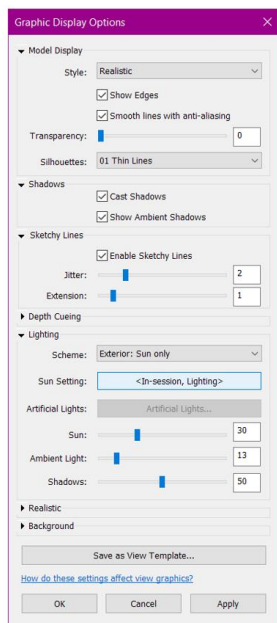 Graphic Display Options
Model Display
Style: Realistic
Show Edges
Smooth lines with anti-aliasing
Transparency: 0
Silhouettes: 01 Thin Lines
Shadows
Cast Shadows
Show Ambient Shadows
Sketchy Lines
Enable Sketchy Lines
Jitter: 2
Extension: 1
Depth Cueing
Lighting
Scheme: Exterior: Sun only
Sun Setting: <In-session, Lighting>
Artificial Lights: Artificial Lights...
Sun: 30
Ambient Light: 13
Shadows: 50
Realistic
Background
Save as View Template...
How do these settings affect view graphics?
OK Cancel Apply